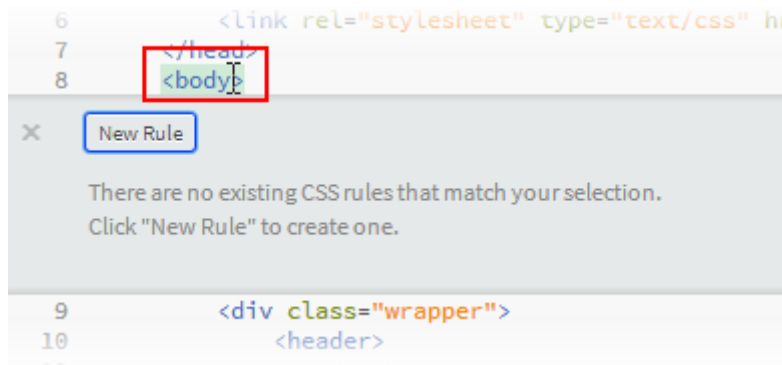 6 <link rel="stylesheet" type="text/css"
7 </head>
8 <body>
× New Rule
There are no existing CSS rules that match your selection.
Click "New Rule" to create one.
9 <div class="wrapper">
10 <header>